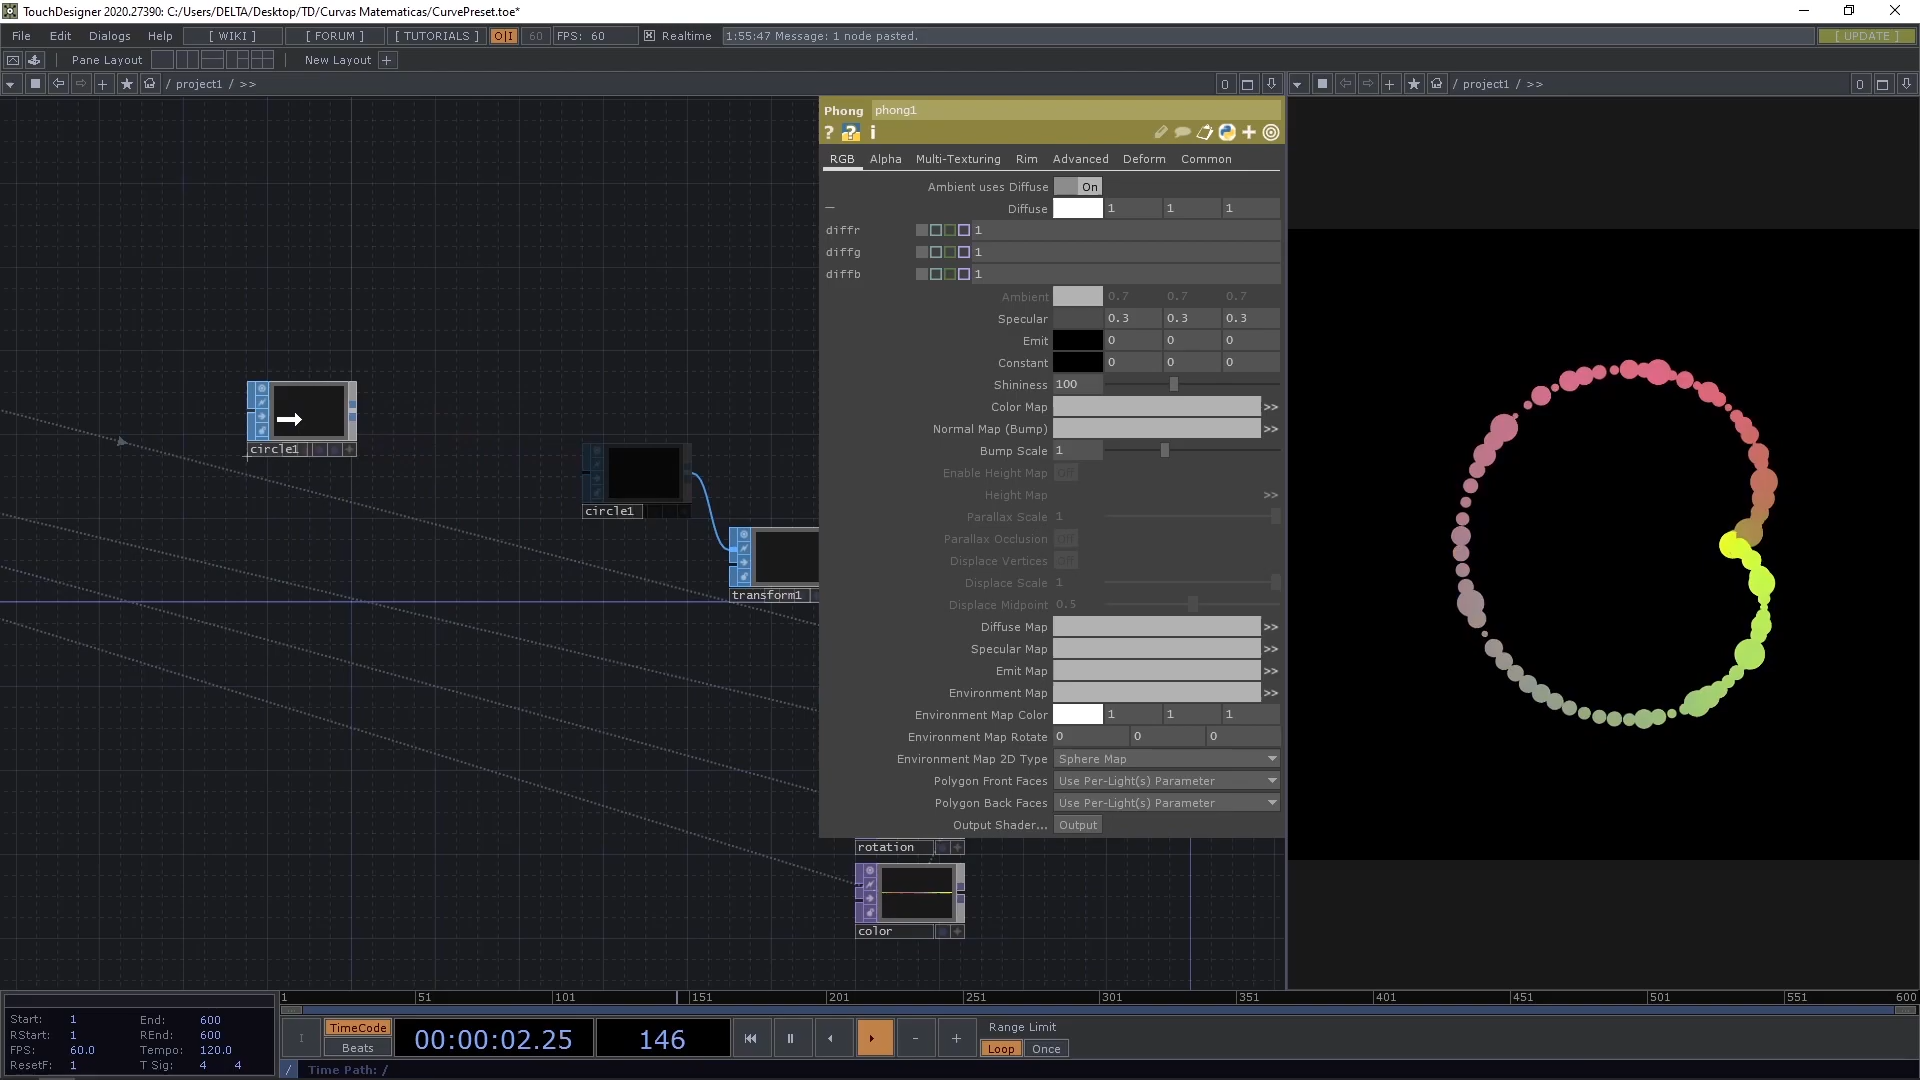 TouchDesigner 2020.27390: C:/Users/DELTA/Desktop/TD/Curvas Matematicas/CurvePreset.toe*
File Edit Dialogs Help [ WIKI ] [ FORUM ] [ TUTORIALS ] O|I 60 FPS: 60 Realtime 1:55:47 Message: 1 node pasted. [ UPDATE ]
Pane Layout New Layout +
/ project1 / >> 0 / project1 / >> 0
Phong phong1
? ? i
RGB Alpha Multi-Texturing Rim Advanced Deform Common
Ambient uses Diffuse On
Diffuse 1 1 1
diffr 1
diffg 1
diffb 1
Ambient 0.7 0.7 0.7
Specular 0.3 0.3 0.3
Emit 0 0 0
Constant 0 0 0
Shininess 100
Color Map >>
Normal Map (Bump) >>
Bump Scale 1
Enable Height Map Off
Height Map >>
Parallax Scale 1
Parallax Occlusion Off
Displace Vertices Off
Displace Scale 1
Displace Midpoint 0.5
Diffuse Map >>
Specular Map >>
Emit Map >>
Environment Map >>
Environment Map Color 1 1 1
Environment Map Rotate 0 0 0
Environment Map 2D Type Sphere Map
Polygon Front Faces Use Per-Light(s) Parameter
Polygon Back Faces Use Per-Light(s) Parameter
Output Shader... Output
circle1
circle1
transform1
rotation
color
1 51 101 151 201 251 301 351 401 451 501 551 600
Start: 1 End: 600
RStart: 1 REnd: 600
FPS: 60.0 Tempo: 120.0
ResetF: 1 T Sig: 4 4
I TimeCode Beats 00:00:02.25 146 - + Range Limit
Loop Once
/ Time Path: /